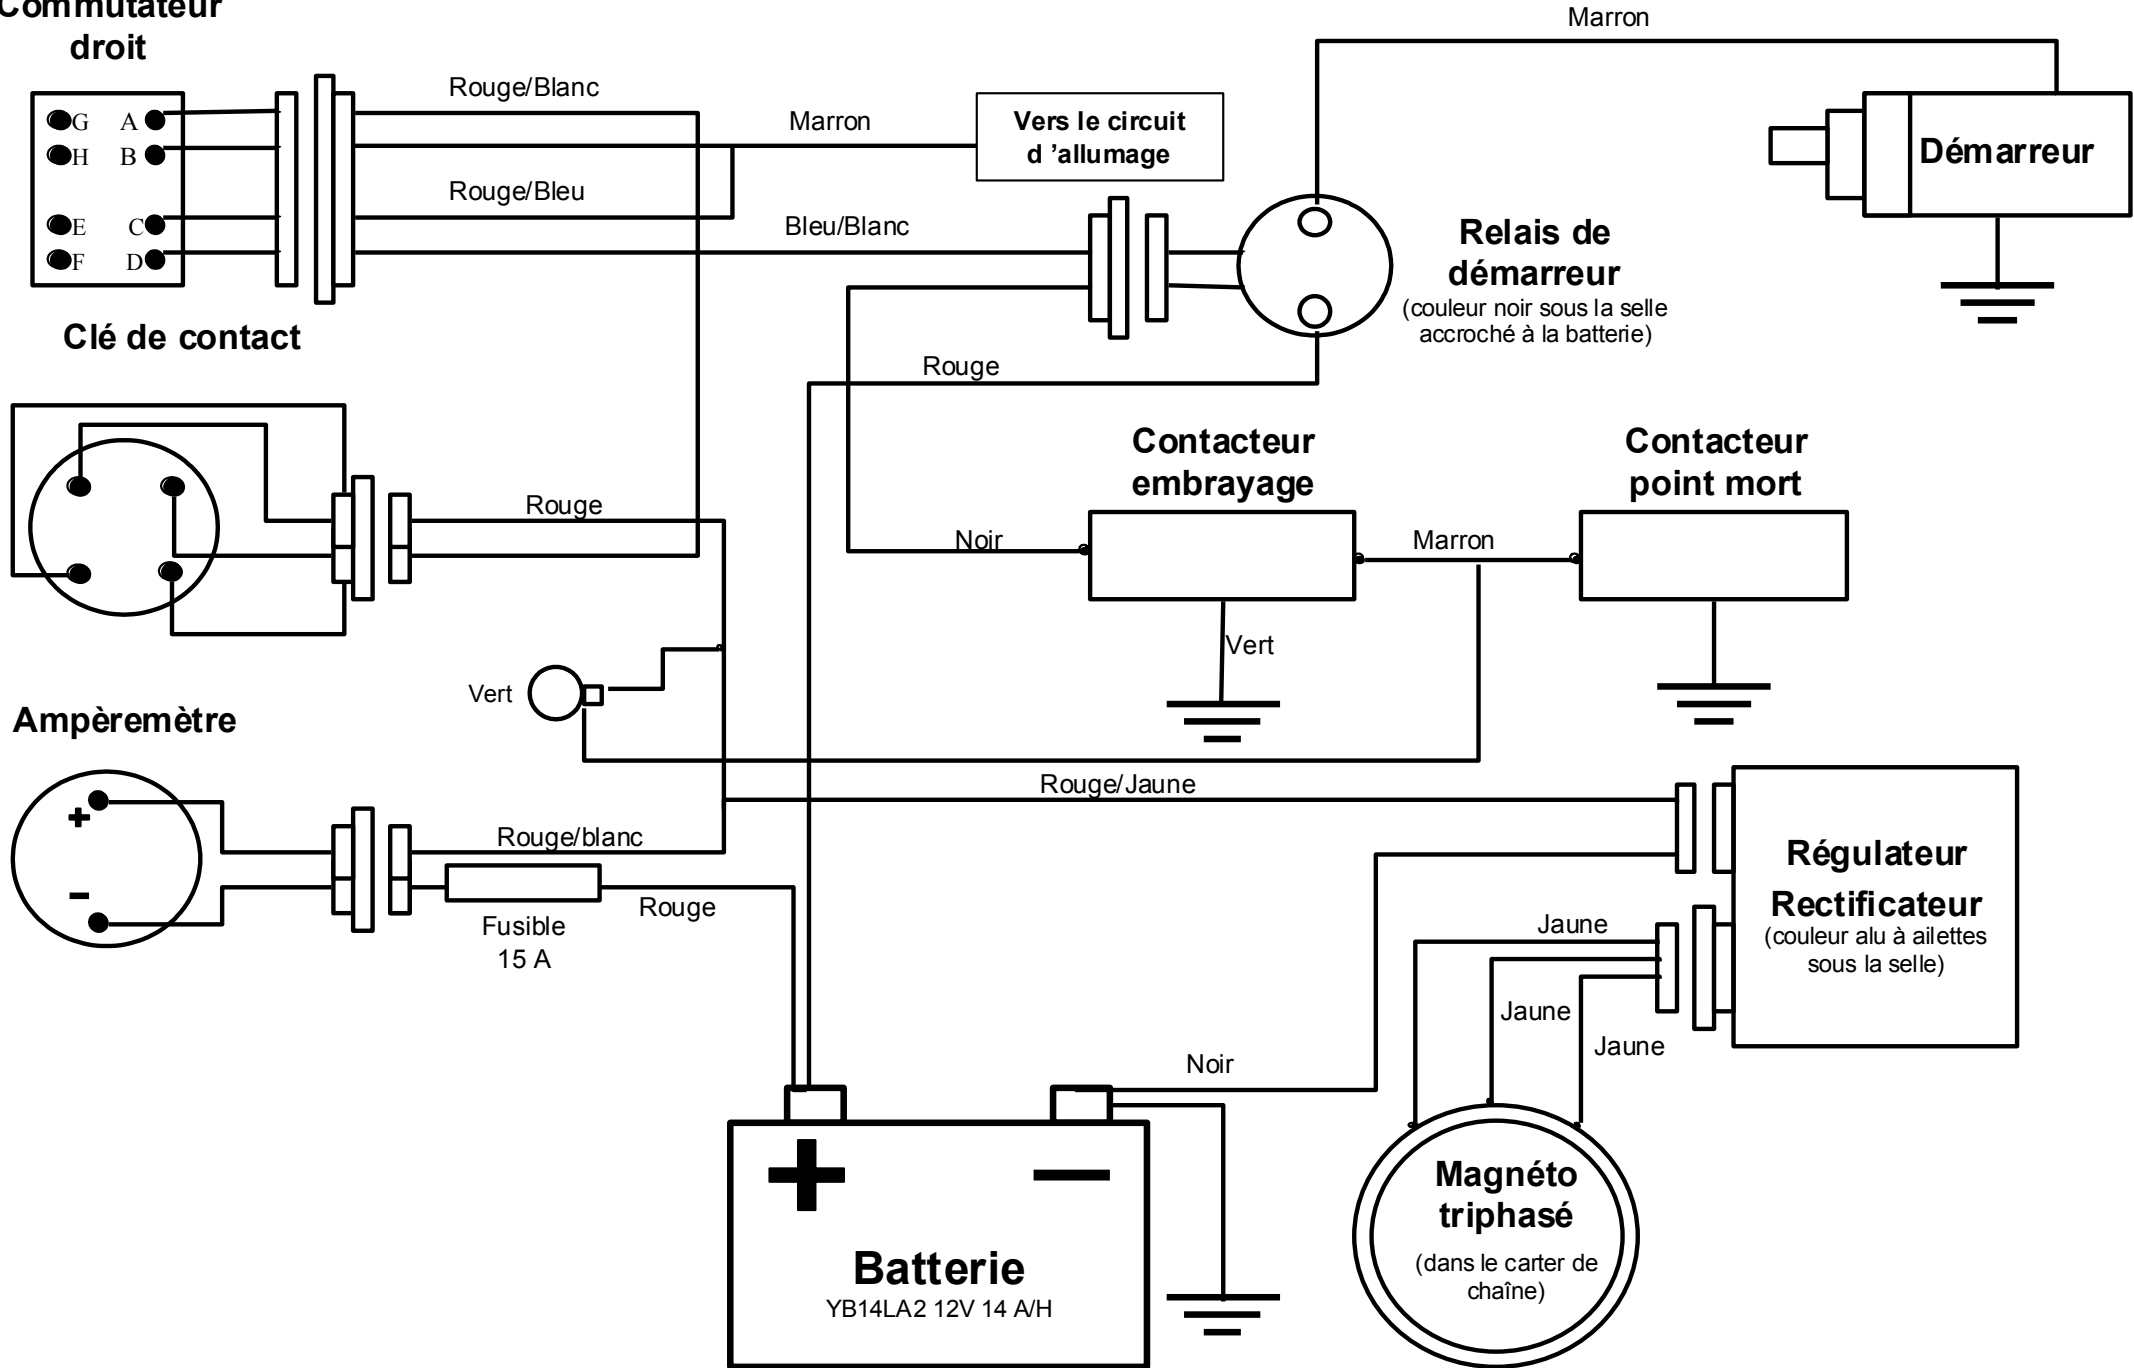 Commutateur
droit
G A
H B
E C
F D
Rouge/Blanc
Marron
Rouge/Bleu
Bleu/Blanc
Vers le circuit
d ’allumage
Marron
Démarreur
Relais de
démarreur
(couleur noir sous la selle
accroché à la batterie)
Rouge
Clé de contact
Rouge
Contacteur
embrayage
Contacteur
point mort
Noir
Marron
Vert
Vert
Ampèremètre
+
-
Rouge/blanc
Fusible
15 A
Rouge
Rouge/Jaune
Régulateur
Rectificateur
(couleur alu à ailettes
sous la selle)
Jaune
Jaune
Jaune
Noir
+ -
Batterie
YB14LA2 12V 14 A/H
Magnéto
triphasé
(dans le carter de
chaîne)